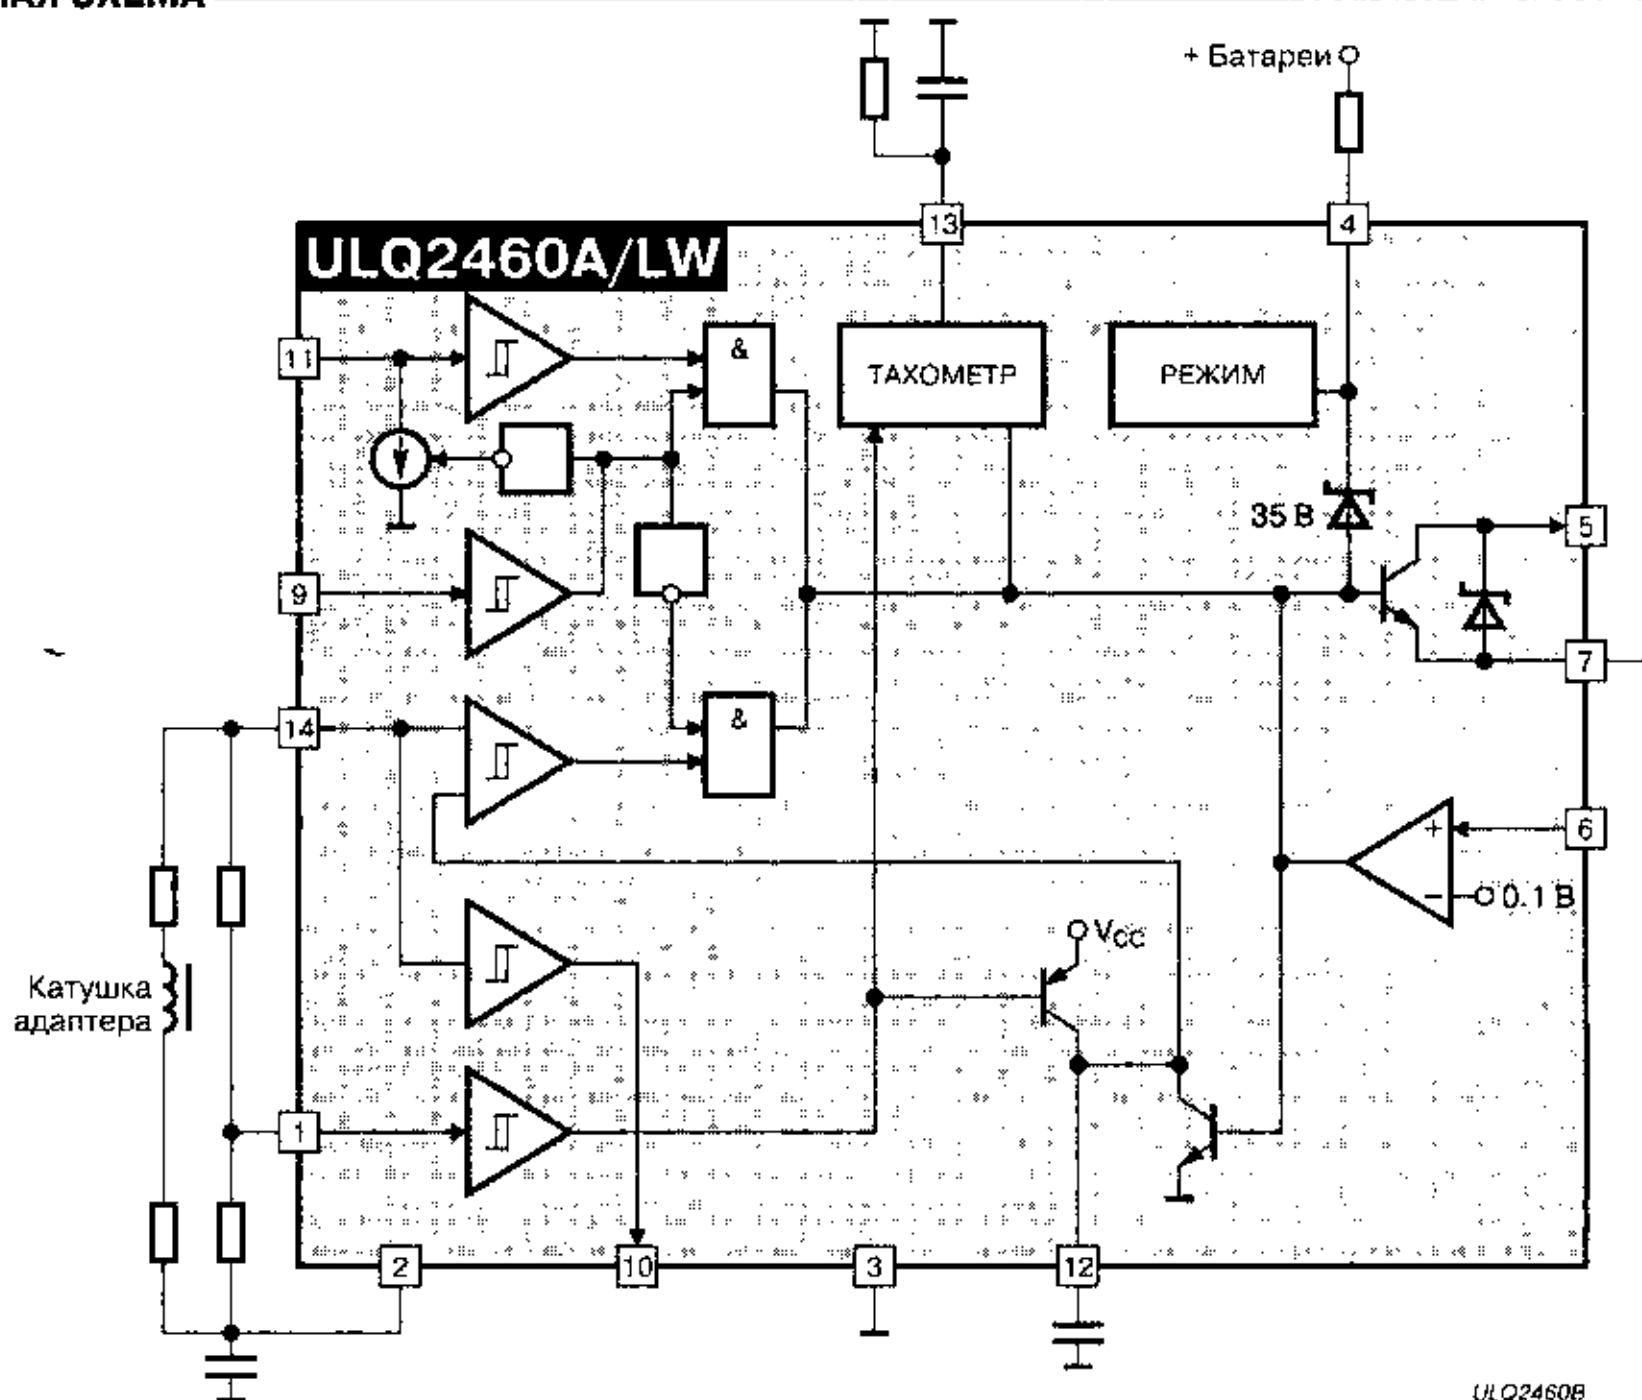 + Батареи
13
4
ULQ2460A/LW
11
&
ТАХОМЕТР
РЕЖИМ
35 В
5
9
7
14
&
6
+
− 0.1 В
VCC
Катушка
адаптера
1
2
10
3
12
ULQ2460B